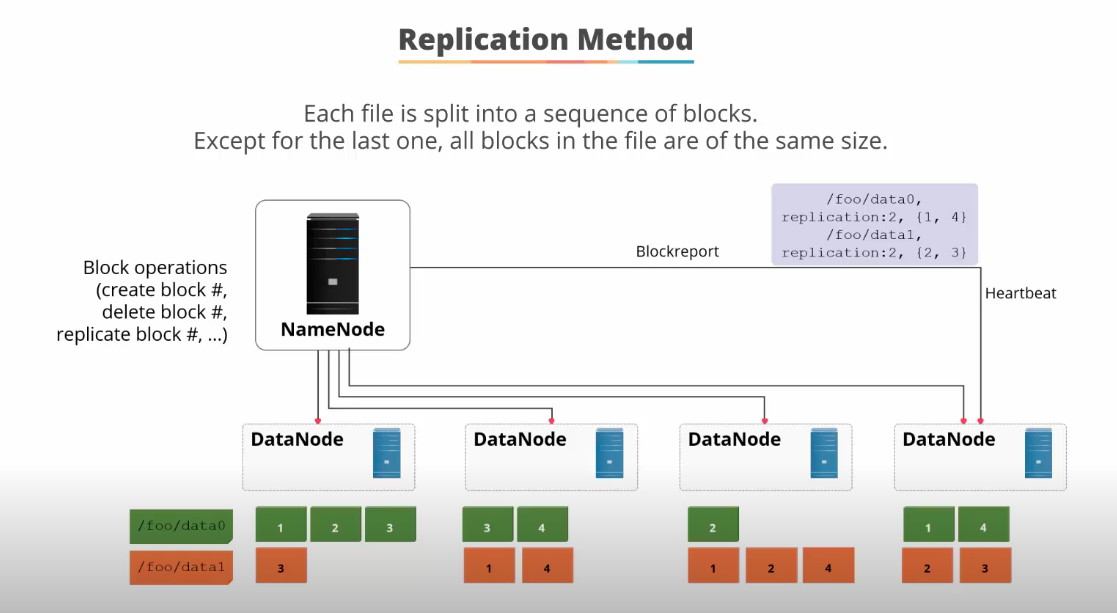 Replication Method
Each file is split into a sequence of blocks.
Except for the last one, all blocks in the file are of the same size.
/foo/data0,
replication:2, {1, 4}
/foo/data1,
replication:2, {2, 3}
Blockreport
Heartbeat
Block operations
(create block #,
delete block #,
replicate block #, ...)
NameNode
DataNode
DataNode
DataNode
DataNode
/foo/data0 1 2 3 3 4 2 1 4
/foo/data1 3 1 4 1 2 4 2 3